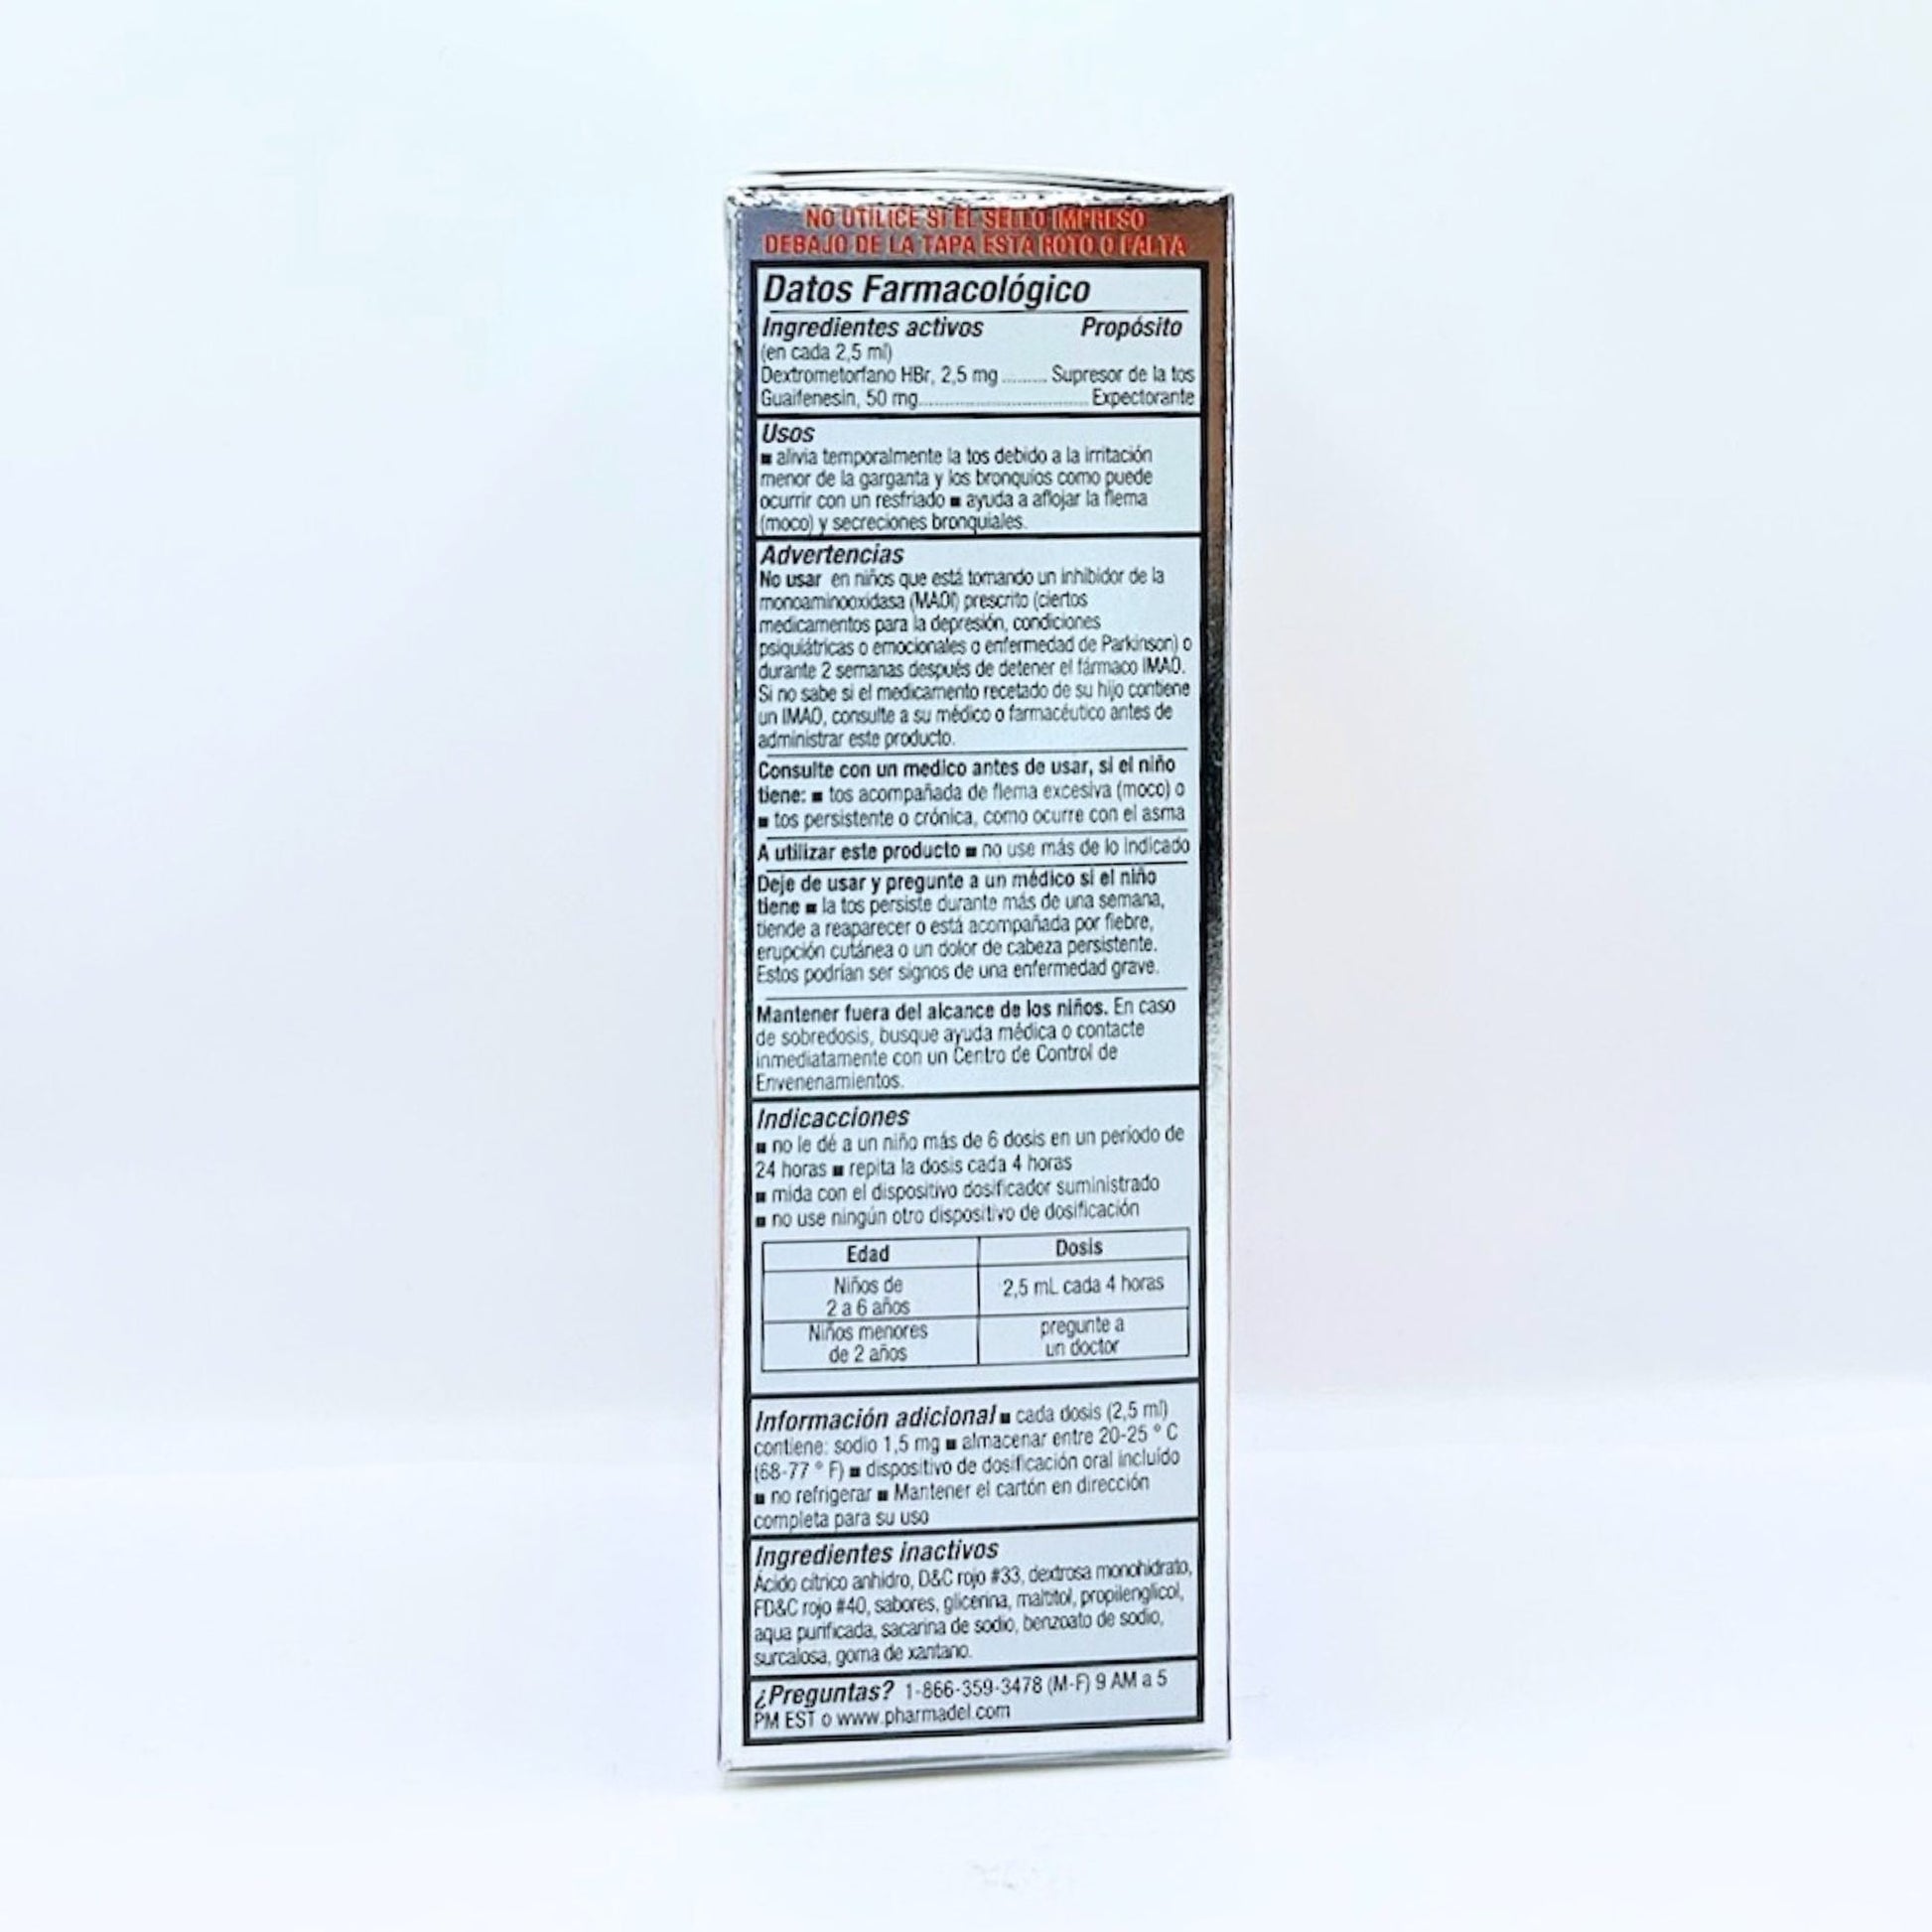 NO UTILICE SI EL SELLO IMPRESO
DEBAJO DE LA TAPA ESTA ROTO O FALTA
Datos Farmacológico
Ingredientes activos Propósito
(en cada 2,5 ml)
Dextrometorfano HBr, 2,5 mg.......... Supresor de la tos
Guaifenesin, 50 mg...................................... Expectorante
Usos
■ alivia temporalmente la tos debido a la irritación
menor de la garganta y los bronquios como puede
ocurrir con un resfriado ■ ayuda a aflojar la flema
(moco) y secreciones bronquiales.
Advertencias
No usar en niños que está tomando un inhibidor de la
monoaminooxidasa (MAOI) prescrito (ciertos
medicamentos para la depresión, condiciones
psiquiátricas o emocionales o enfermedad de Parkinson) o
durante 2 semanas después de detener el fármaco IMAO.
Si no sabe si el medicamento recetado de su hijo contiene
un IMAO, consulte a su médico o farmacéutico antes de
administrar este producto.
Consulte con un medico antes de usar, si el niño
tiene: ■ tos acompañada de flema excesiva (moco) o
■ tos persistente o crónica, como ocurre con el asma
A utilizar este producto ■ no use más de lo indicado
Deje de usar y pregunte a un médico si el niño
tiene ■ la tos persiste durante más de una semana,
tiende a reaparecer o está acompañada por fiebre,
erupción cutánea o un dolor de cabeza persistente.
Estos podrían ser signos de una enfermedad grave.
Mantener fuera del alcance de los niños. En caso
de sobredosis, busque ayuda médica o contacte
inmediatamente con un Centro de Control de
Envenenamientos.
Indicacciones
■ no le dé a un niño más de 6 dosis en un período de
24 horas ■ repita la dosis cada 4 horas
■ mida con el dispositivo dosificador suministrado
■ no use ningún otro dispositivo de dosificación
Edad Dosis
Niños de
2 a 6 años
2,5 mL cada 4 horas
Niños menores
de 2 años
pregunte a
un doctor
Información adicional ■ cada dosis (2,5 ml)
contiene: sodio 1,5 mg ■ almacenar entre 20-25 ° C
(68-77 ° F) ■ dispositivo de dosificación oral incluído
■ no refrigerar ■ Mantener el cartón en dirección
completa para su uso
Ingredientes inactivos
Ácido cítrico anhidro, D&C rojo #33, dextrosa monohidrato,
FD&C rojo #40, sabores, glicerina, maltitol, propilenglicol,
aqua purificada, sacarina de sodio, benzoato de sodio,
surcalosa, goma de xantano.
¿Preguntas? 1-866-359-3478 (M-F) 9 AM a 5
PM EST o www.pharmadel.com